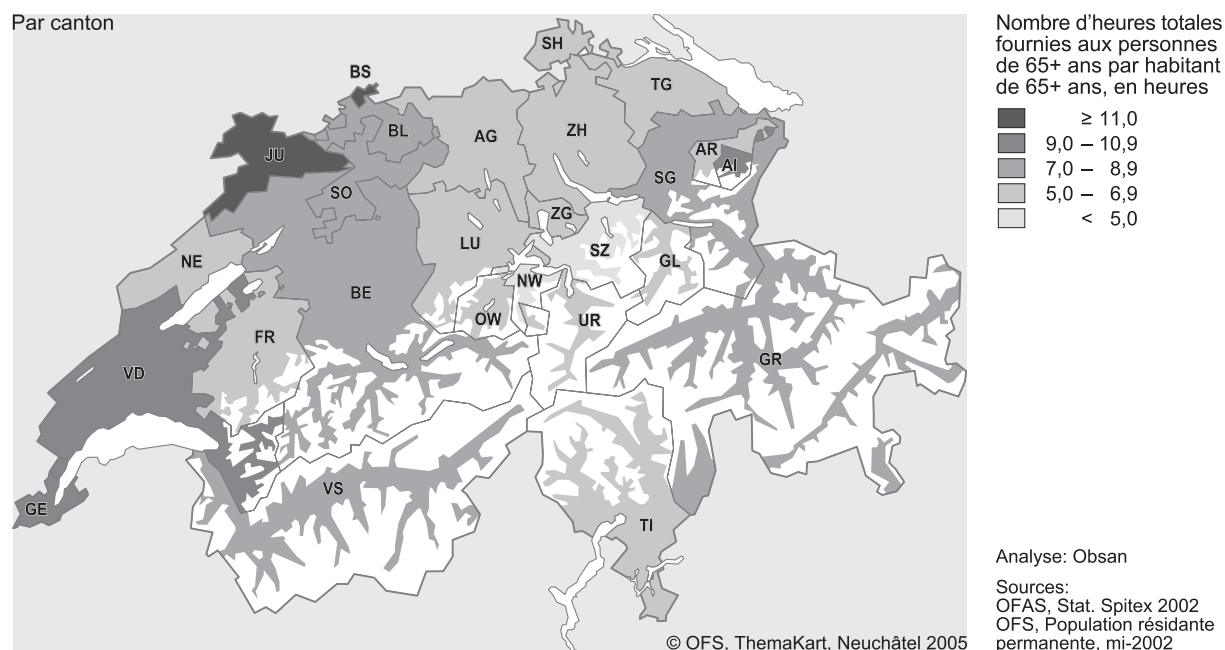 Par canton
Nombre d'heures totales
fournies aux personnes
de 65+ ans par habitant
de 65+ ans, en heures
≥ 11,0
9,0 – 10,9
7,0 – 8,9
5,0 – 6,9
< 5,0
SH
BS
TG
BL
AG
ZH
JU
AR
AI
SG
SO
ZG
LU
SZ
NE
GL
NW
BE
OW
UR
FR
GR
VD
VS
GE
TI
Analyse: Obsan
Sources:
OFAS, Stat. Spitex 2002
OFS, Population résidante
permanente, mi-2002
© OFS, ThemaKart, Neuchâtel 2005